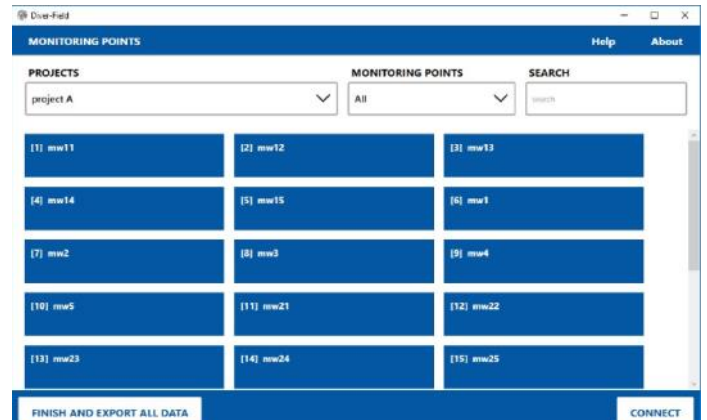 Diver-Field
MONITORING POINTS Help About
PROJECTS MONITORING POINTS SEARCH
project A All search
[1] mw11 [2] mw12 [3] mw13
[4] mw14 [5] mw15 [6] mw1
[7] mw2 [8] mw3 [9] mw4
[10] mw5 [11] mw21 [12] mw22
[13] mw23 [14] mw24 [15] mw25
FINISH AND EXPORT ALL DATA CONNECT